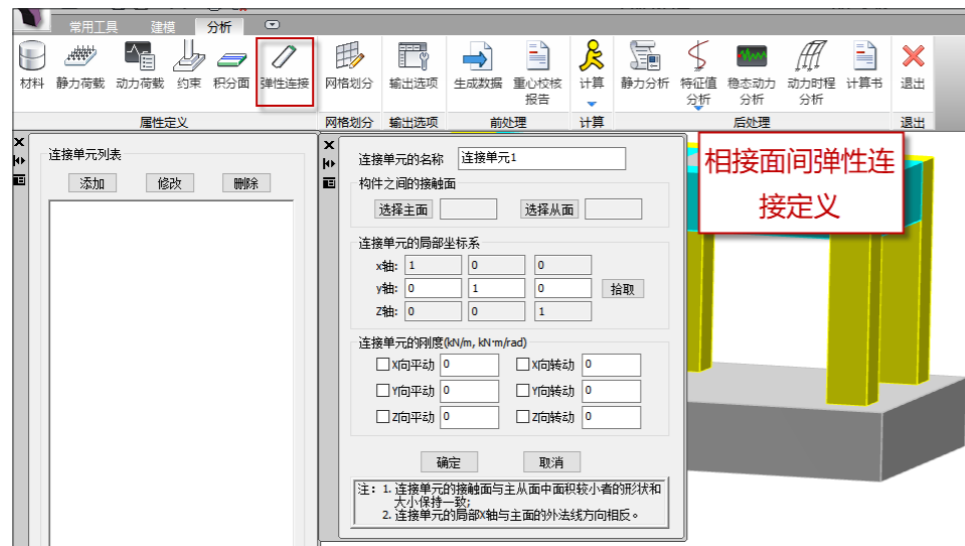 常用工具 建模 分析
材料 静力荷载 动力荷载 约束 积分面 弹性连接 网格划分 输出选项 生成数据 重心校核报告 计算 静力分析 特征值分析 稳态动力分析 动力时程分析 计算书 退出
属性定义 网格划分 输出选项 前处理 计算 后处理 退出
连接单元列表
添加 修改 删除
连接单元的名称 连接单元1
构件之间的接触面
选择主面 选择从面
连接单元的局部坐标系
x轴: 1 0 0
y轴: 0 1 0 拾取
Z轴: 0 0 1
连接单元的刚度(kN/m, kN·m/rad)
X向平动 0 X向转动 0
Y向平动 0 Y向转动 0
Z向平动 0 Z向转动 0
确定 取消
注: 1. 连接单元的接触面与主从面中面积较小者的形状和
大小保持一致;
2. 连接单元的局部X轴与主面的外法线方向相反。
相接面间弹性连
接定义